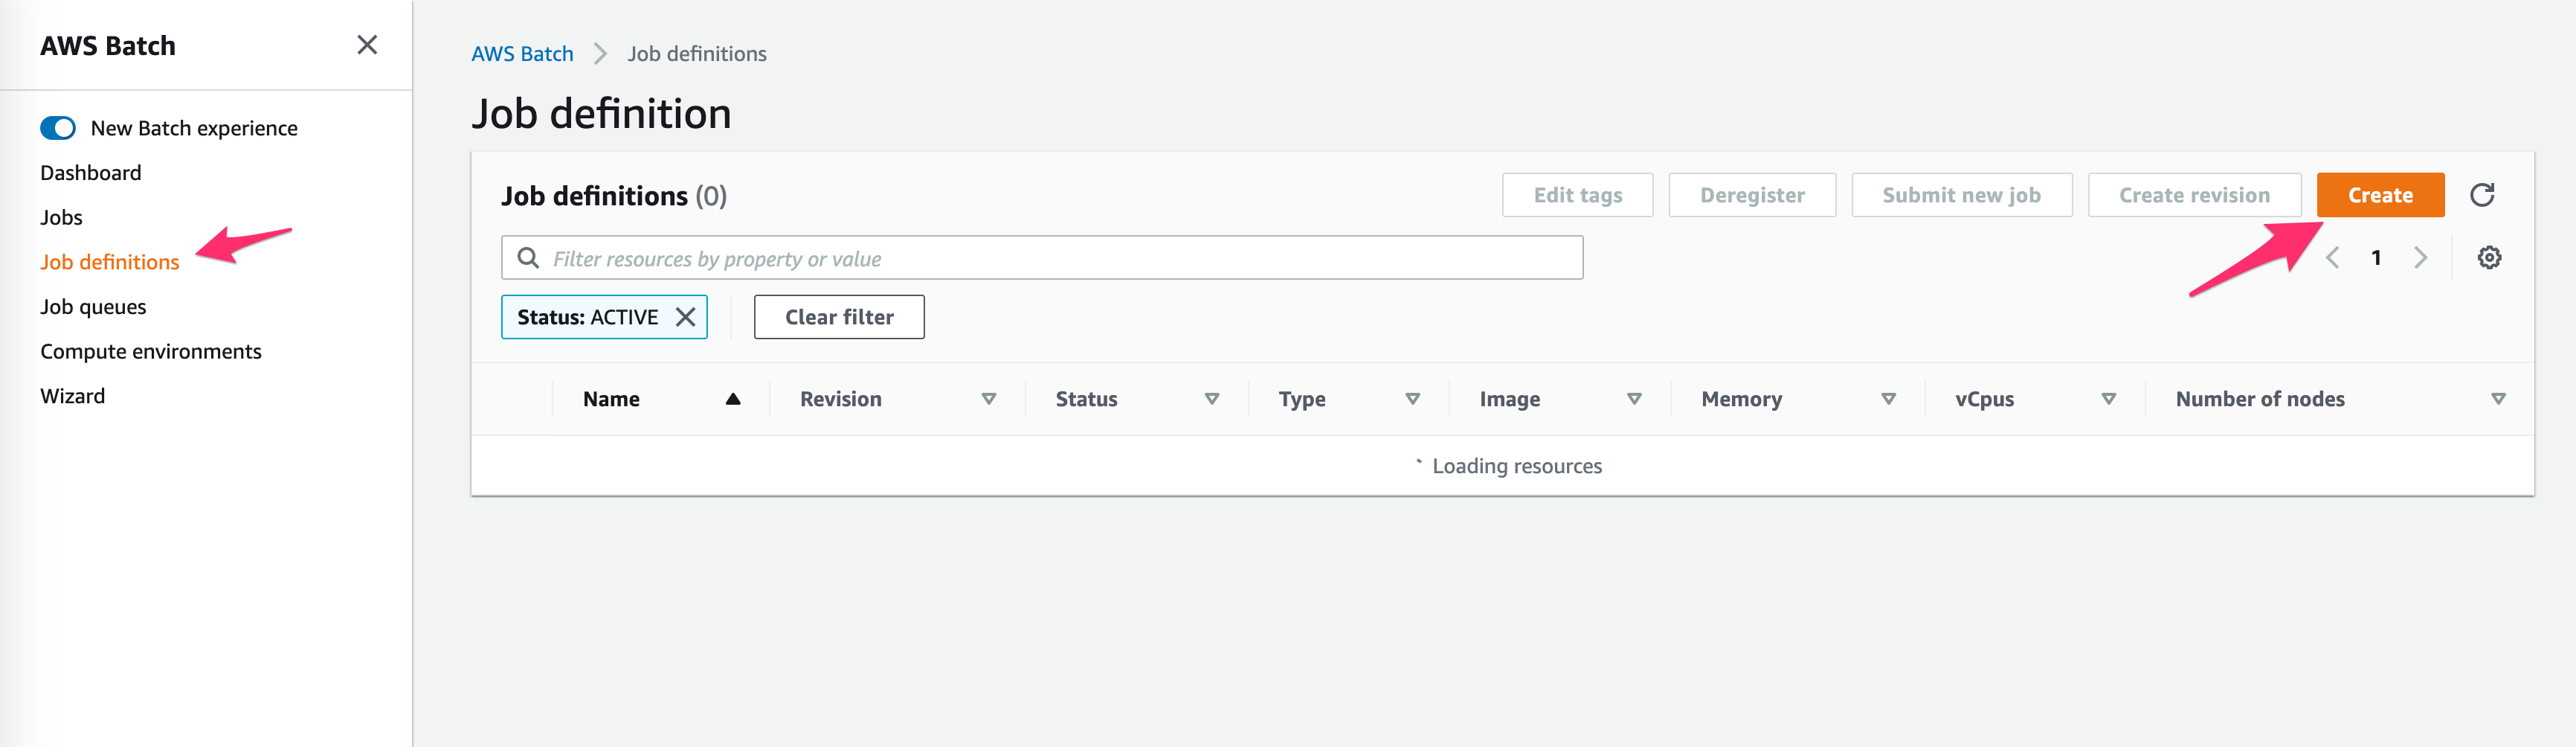 AWS Batch
New Batch experience
Dashboard
Jobs
Job definitions
Job queues
Compute environments
Wizard
AWS Batch Job definitions
Job definition
Job definitions (0) Edit tags Deregister Submit new job Create revision Create
Filter resources by property or value 1
Status: ACTIVE Clear filter
Name Revision Status Type Image Memory vCpus Number of nodes
Loading resources